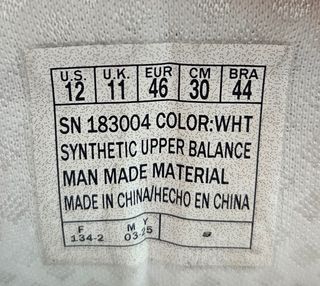 U.S. U.K. EUR CM BRA
12 11 46 30 44
SN 183004 COLOR:WHT
SYNTHETIC UPPER BALANCE
MAN MADE MATERIAL
MADE IN CHINA/HECHO EN CHINA
F M Y
134-2 03-25